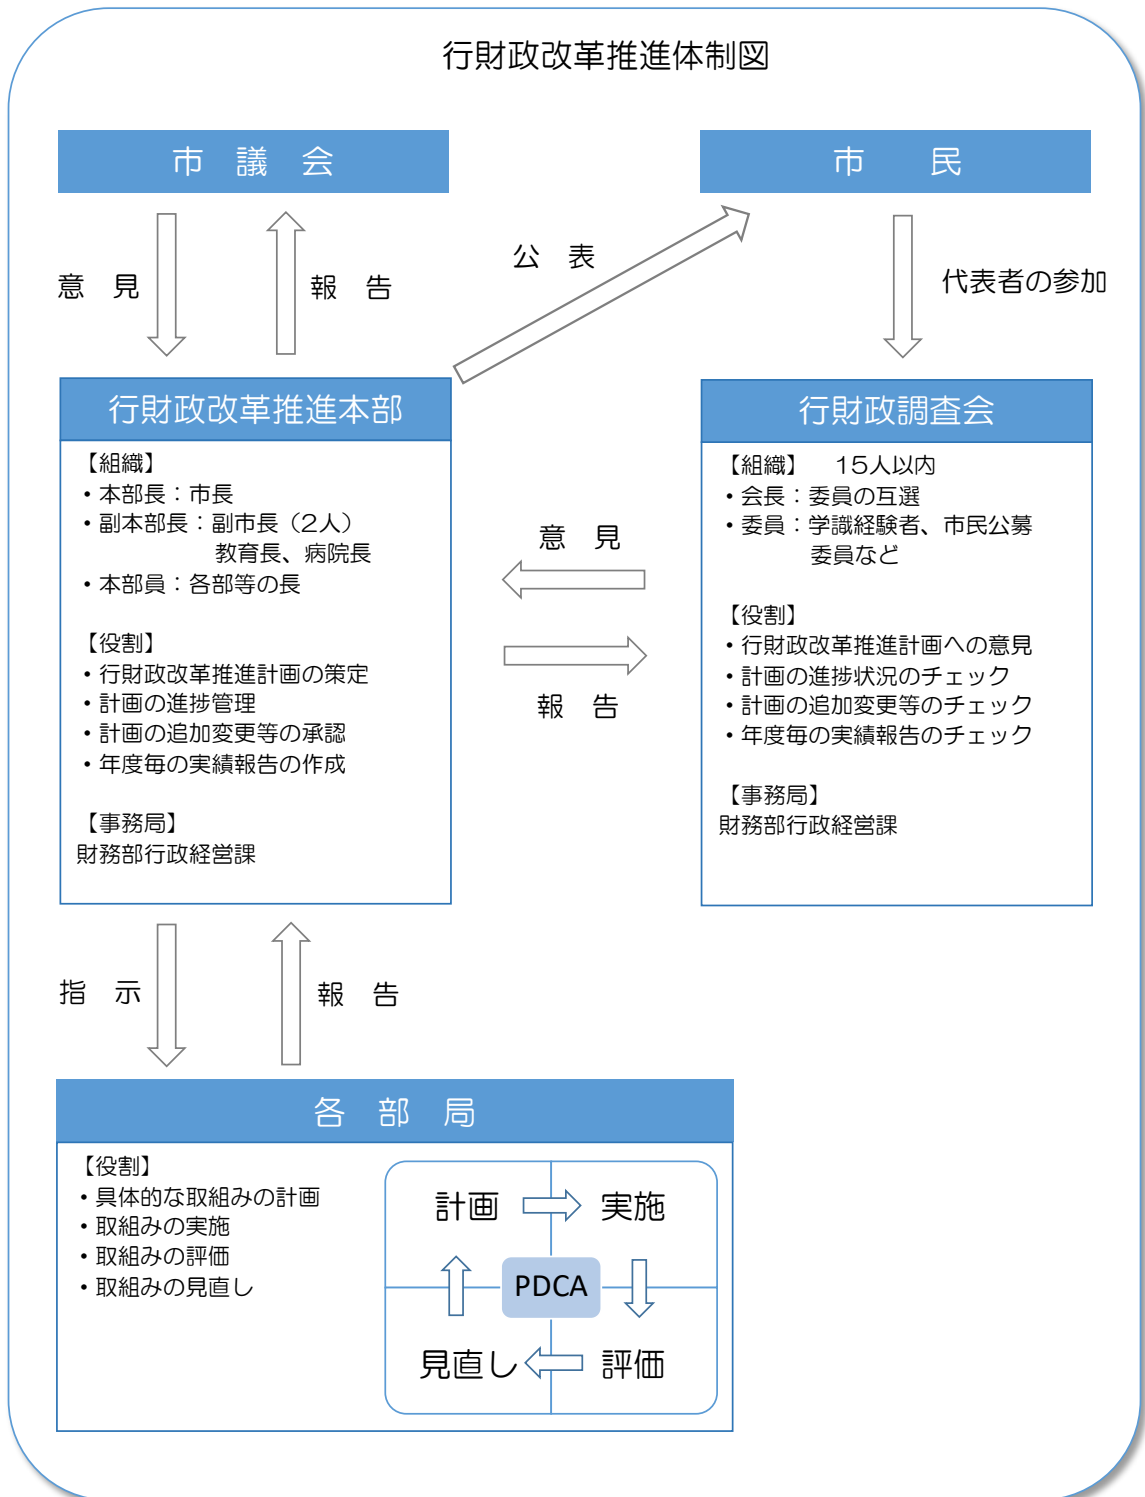 行財政改革推進体制図
市　議　会
市　　民
意　見
報　告
公　表
代表者の参加
行財政改革推進本部
【組織】
・本部長：市長
・副本部長：副市長（2人）
教育長、病院長
・本部員：各部等の長
【役割】
・行財政改革推進計画の策定
・計画の進捗管理
・計画の追加変更等の承認
・年度毎の実績報告の作成
【事務局】
財務部行政経営課
意　見
報　告
行財政調査会
【組織】　15人以内
・会長：委員の互選
・委員：学識経験者、市民公募
委員など
【役割】
・行財政改革推進計画への意見
・計画の進捗状況のチェック
・計画の追加変更等のチェック
・年度毎の実績報告のチェック
【事務局】
財務部行政経営課
指　示
報　告
各　部　局
【役割】
・具体的な取組みの計画
・取組みの実施
・取組みの評価
・取組みの見直し
計画
実施
PDCA
見直し
評価